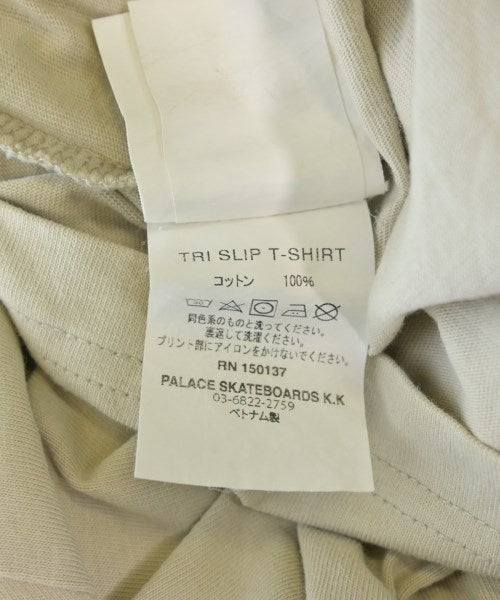 TRI SLIP T-SHIRT
コットン 100%
同色系のものと洗ってください。
裏返して洗濯ください。
プリント部にアイロンをかけないでください。
RN 150137
PALACE SKATEBOARDS K.K
03-6822-2759
ベトナム製